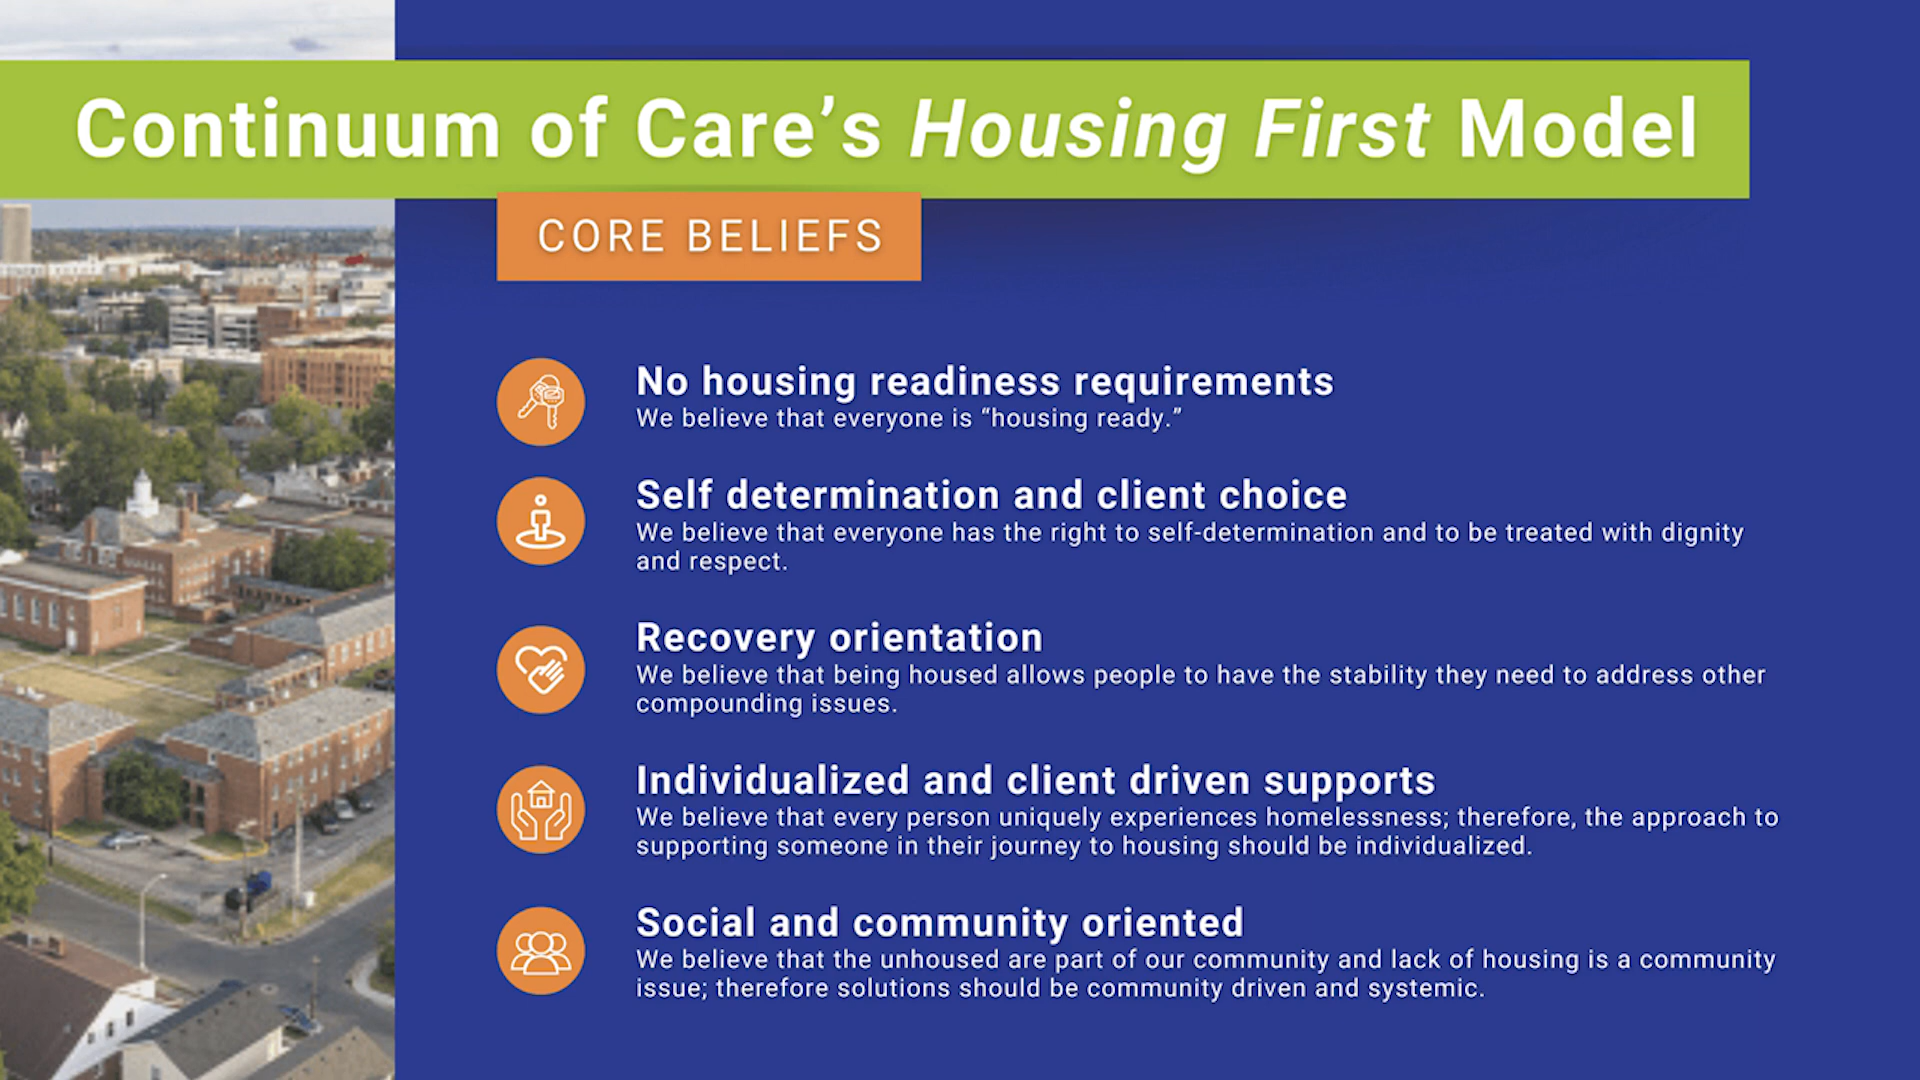 Continuum of Care’s Housing First Model
CORE BELIEFS
No housing readiness requirements
We believe that everyone is “housing ready.”
Self determination and client choice
We believe that everyone has the right to self-determination and to be treated with dignity
and respect.
Recovery orientation
We believe that being housed allows people to have the stability they need to address other
compounding issues.
Individualized and client driven supports
We believe that every person uniquely experiences homelessness; therefore, the approach to
supporting someone in their journey to housing should be individualized.
Social and community oriented
We believe that the unhoused are part of our community and lack of housing is a community
issue; therefore solutions should be community driven and systemic.